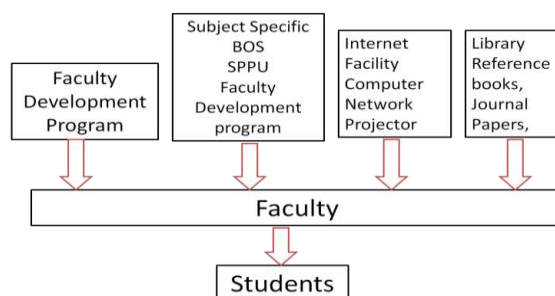 Faculty
Development
Program
Subject Specific
BOS
SPPU
Faculty
Development
program
Internet
Facility
Computer
Network
Projector
Library
Reference
books,
Journal
Papers,
Faculty
Students